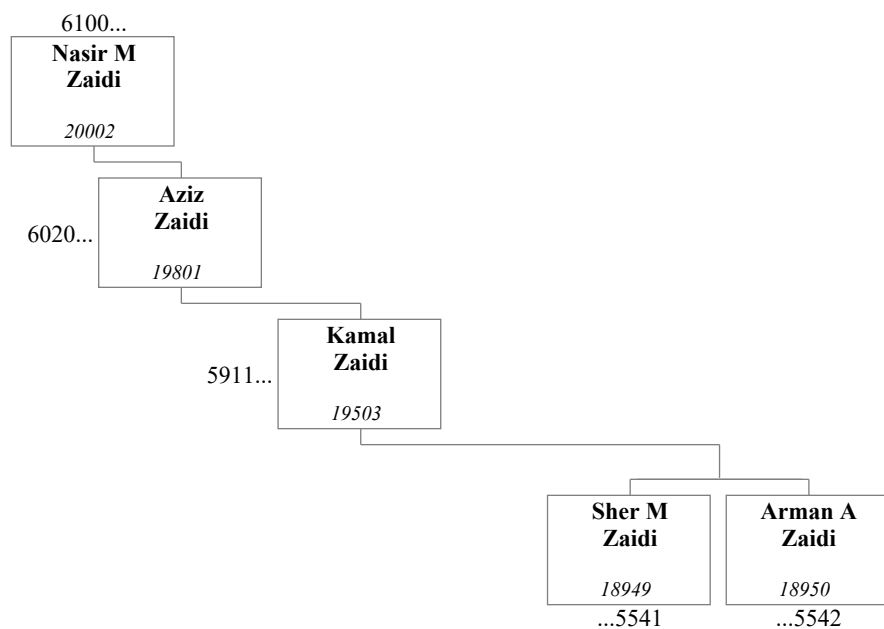 6100...
Nasir M
Zaidi
20002
Aziz
Zaidi
6020...
19801
Kamal
Zaidi
5911...
19503
Sher M
Zaidi
18949
...5541
Arman A
Zaidi
18950
...5542